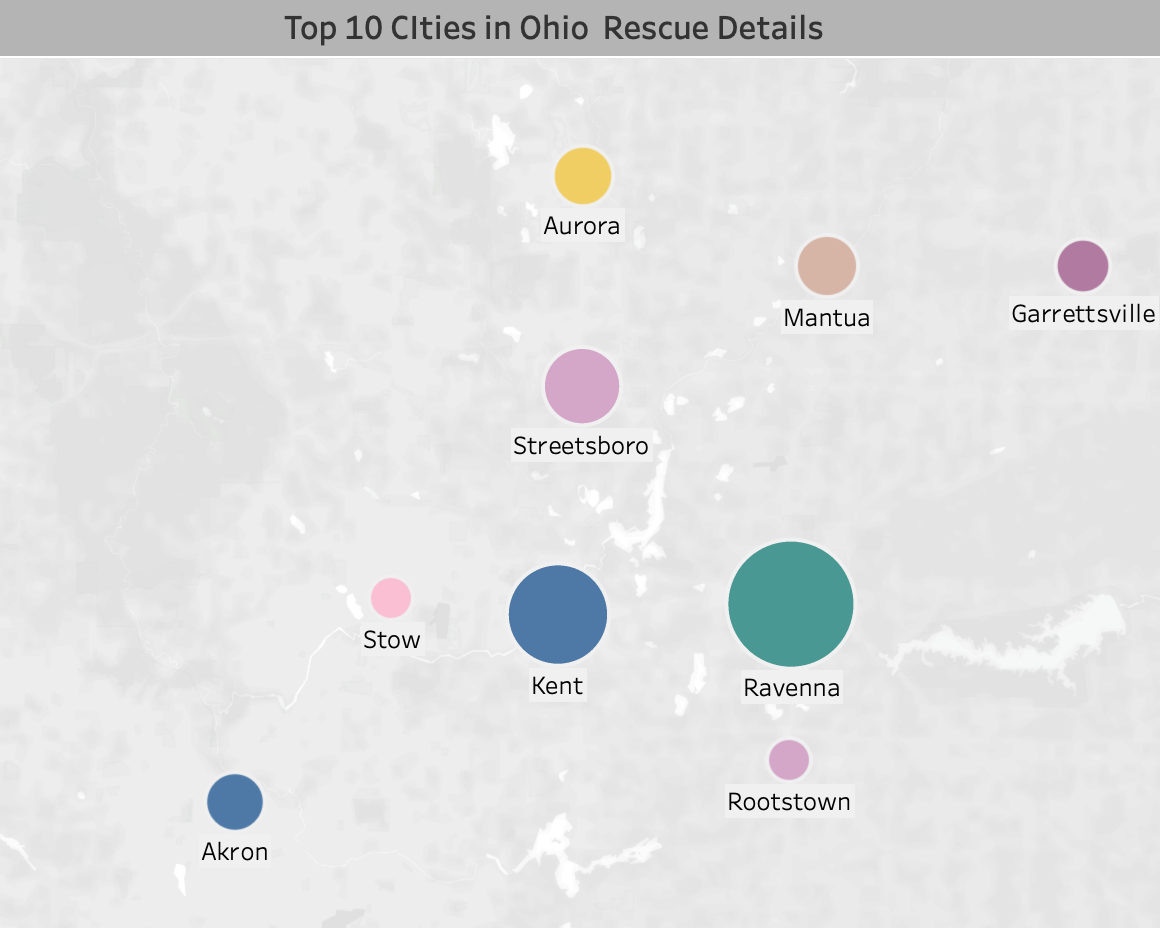 Top 10 CIties in Ohio  Rescue Details
Aurora
Mantua
Garrettsville
Streetsboro
Stow
Kent
Ravenna
Rootstown
Akron